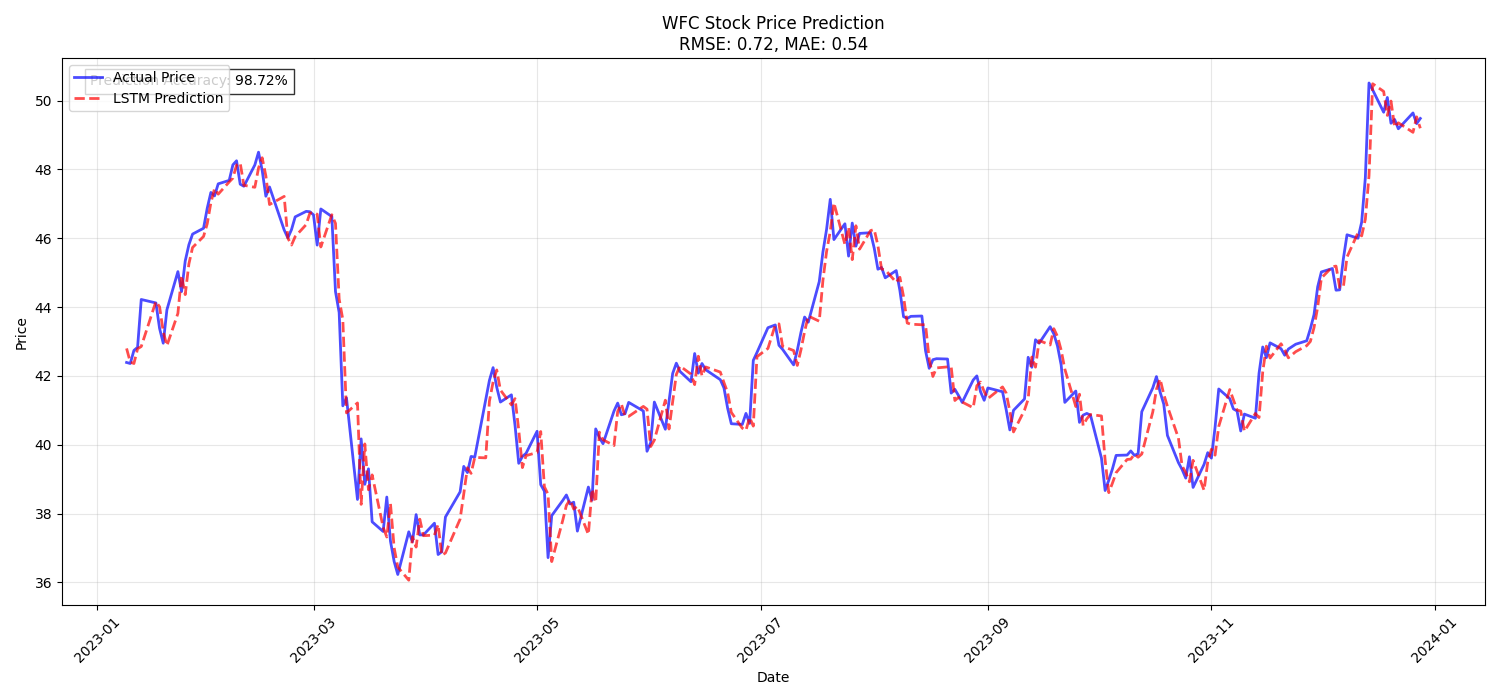 WFC Stock Price Prediction
RMSE: 0.72, MAE: 0.54
Prediction Accuracy: 98.72%
Actual Price
LSTM Prediction
Price
50
48
46
44
42
40
38
36
2023-01
2023-03
2023-05
2023-07
2023-09
2023-11
2024-01
Date